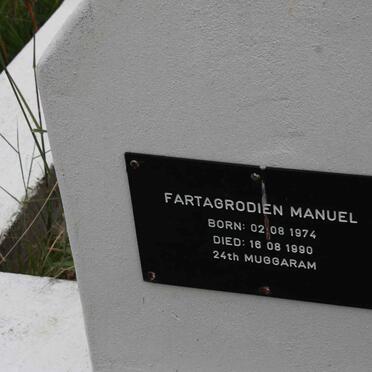 FARTAGRODIEN MANUEL
BORN: 02 08 1974
DIED: 16 08 1990
24th MUGGARAM